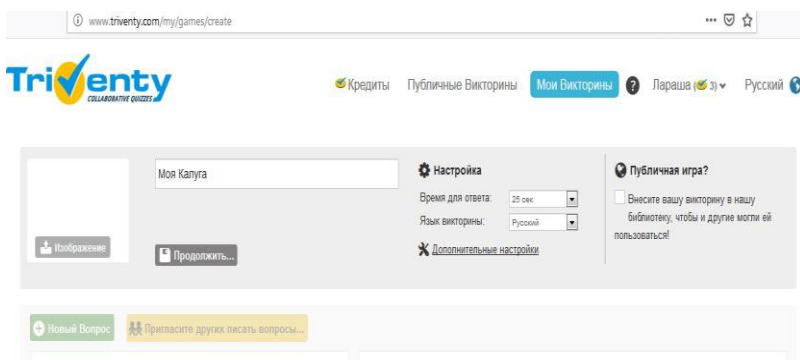 www.triventy.com/my/games/create
Triventy
COLLABORATIVE QUIZZES
Кредиты Публичные Викторины Мои Викторины ? Лараша ( 3) Русский
Моя Калуга
Изображение
Продолжить...
Настройка
Время для ответа: 25 сек
Язык викторины: Русский
Дополнительные настройки
Публичная игра?
Внесите вашу викторину в нашу
библиотеку, чтобы и другие могли ей
пользоваться!
Новый Вопрос Пригласите других писать вопросы...